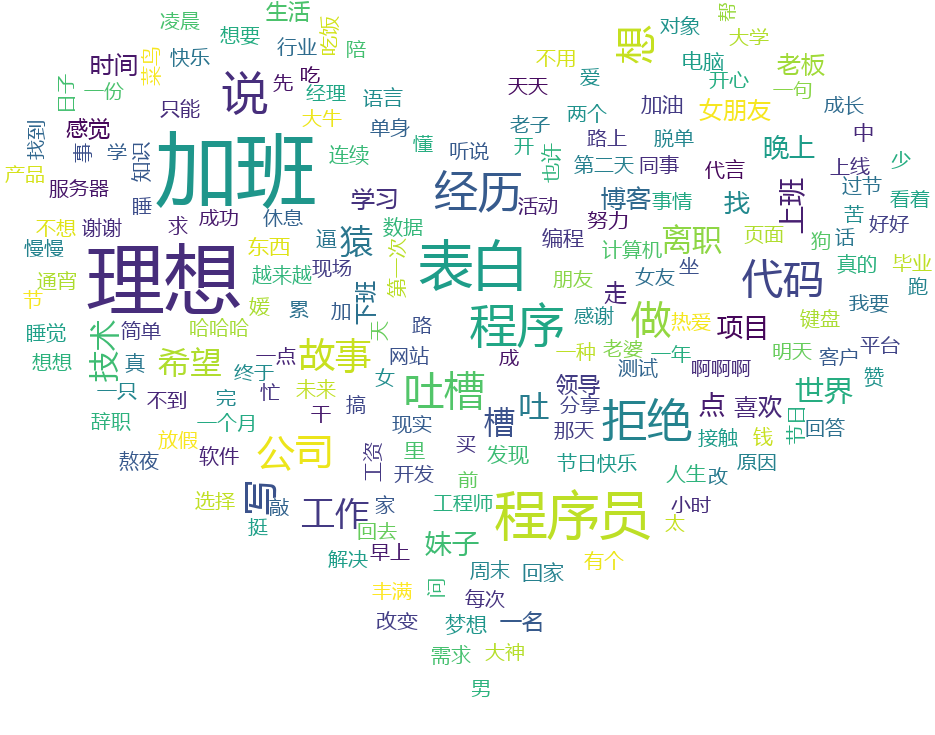 生活
帮
凌晨
想要
吃饭
对象
大学
行业
陪
想
时间
菜鸟
快乐
不用
电脑
老板
说
先
吃
爱
开心
日子
一份
天天
一句
经理
语言
只能
加油
女朋友
成长
两个
大牛
感觉
找到
单身
老子
路上
脱单
中
加班
懂
开
晚上
事
学
知识
连续
听说
也许
第二天
同事
代言
上线
少
产品
服务器
睡
学习
经历
博客
事情
找
上班
过节
看着
活动
苦
成功
休息
努力
好好
不想
谢谢
求
数据
逼
猿
编程
离职
页面
狗
话
慢慢
东西
计算机
表白
真的
毕业
理想
越来越
现场
第一次
朋友
女友
坐
代码
通宵
跑
节
媛
累
加
下班
走
我要
程序
感谢
做
热爱
项目
键盘
睡觉
简单
哈哈哈
天
路
技术
想想
真
希望
一点
故事
网站
成
一种
老婆
一年
明天
客户
平台
终于
女
测试
啊啊啊
赞
一只
不到
完
忙
未来
吐槽
领导
世界
干
搞
吐
分享
拒绝
点
喜欢
辞职
一个月
现实
槽
那天
接触
钱
节日
回答
放假
公司
里
买
发现
熬夜
软件
工资
开发
前
节日快乐
人生
改
原因
选择
写
敲
工作
家
工程师
程序员
小时
挺
回去
太
妹子
解决
早上
有个
周末
回家
丰满
问
每次
改变
梦想
一名
需求
大神
男